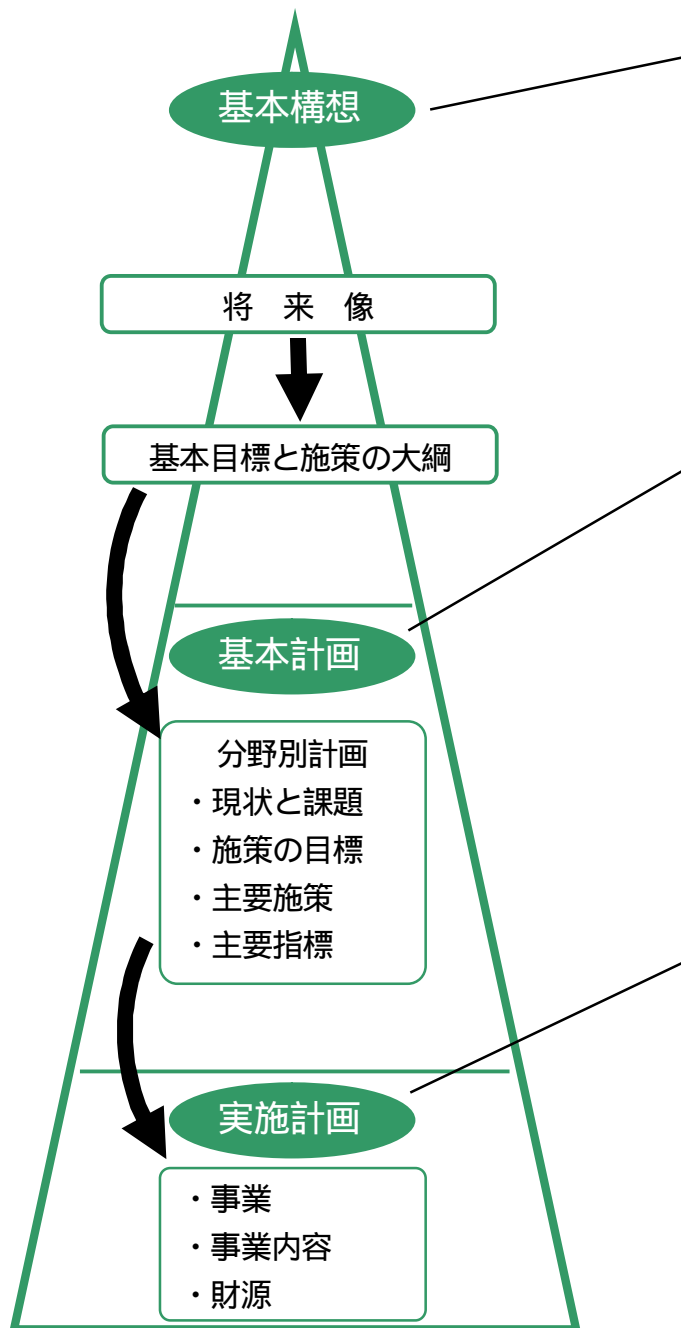 基本構想
将　来　像
基本目標と施策の大綱
基本計画
分野別計画
・現状と課題
・施策の目標
・主要施策
・主要指標
実施計画
・事業
・事業内容
・財源